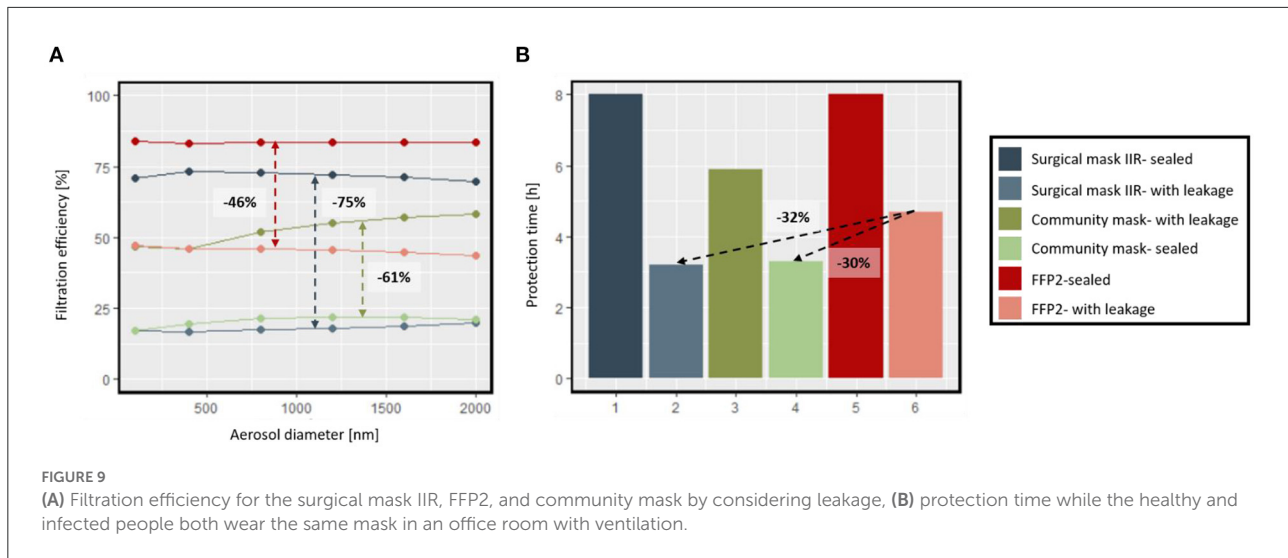 A
B
Filtration efficiency [%]
100
75
50
25
0
-46%
-75%
-61%
500
1000
1500
2000
Aerosol diameter [nm]
Protection time [h]
8
6
4
2
0
-32%
-30%
1
2
3
4
5
6
Surgical mask IIR- sealed
Surgical mask IIR- with leakage
Community mask- with leakage
Community mask- sealed
FFP2-sealed
FFP2- with leakage
FIGURE 9
(A) Filtration efficiency for the surgical mask IIR, FFP2, and community mask by considering leakage, (B) protection time while the healthy and
infected people both wear the same mask in an office room with ventilation.